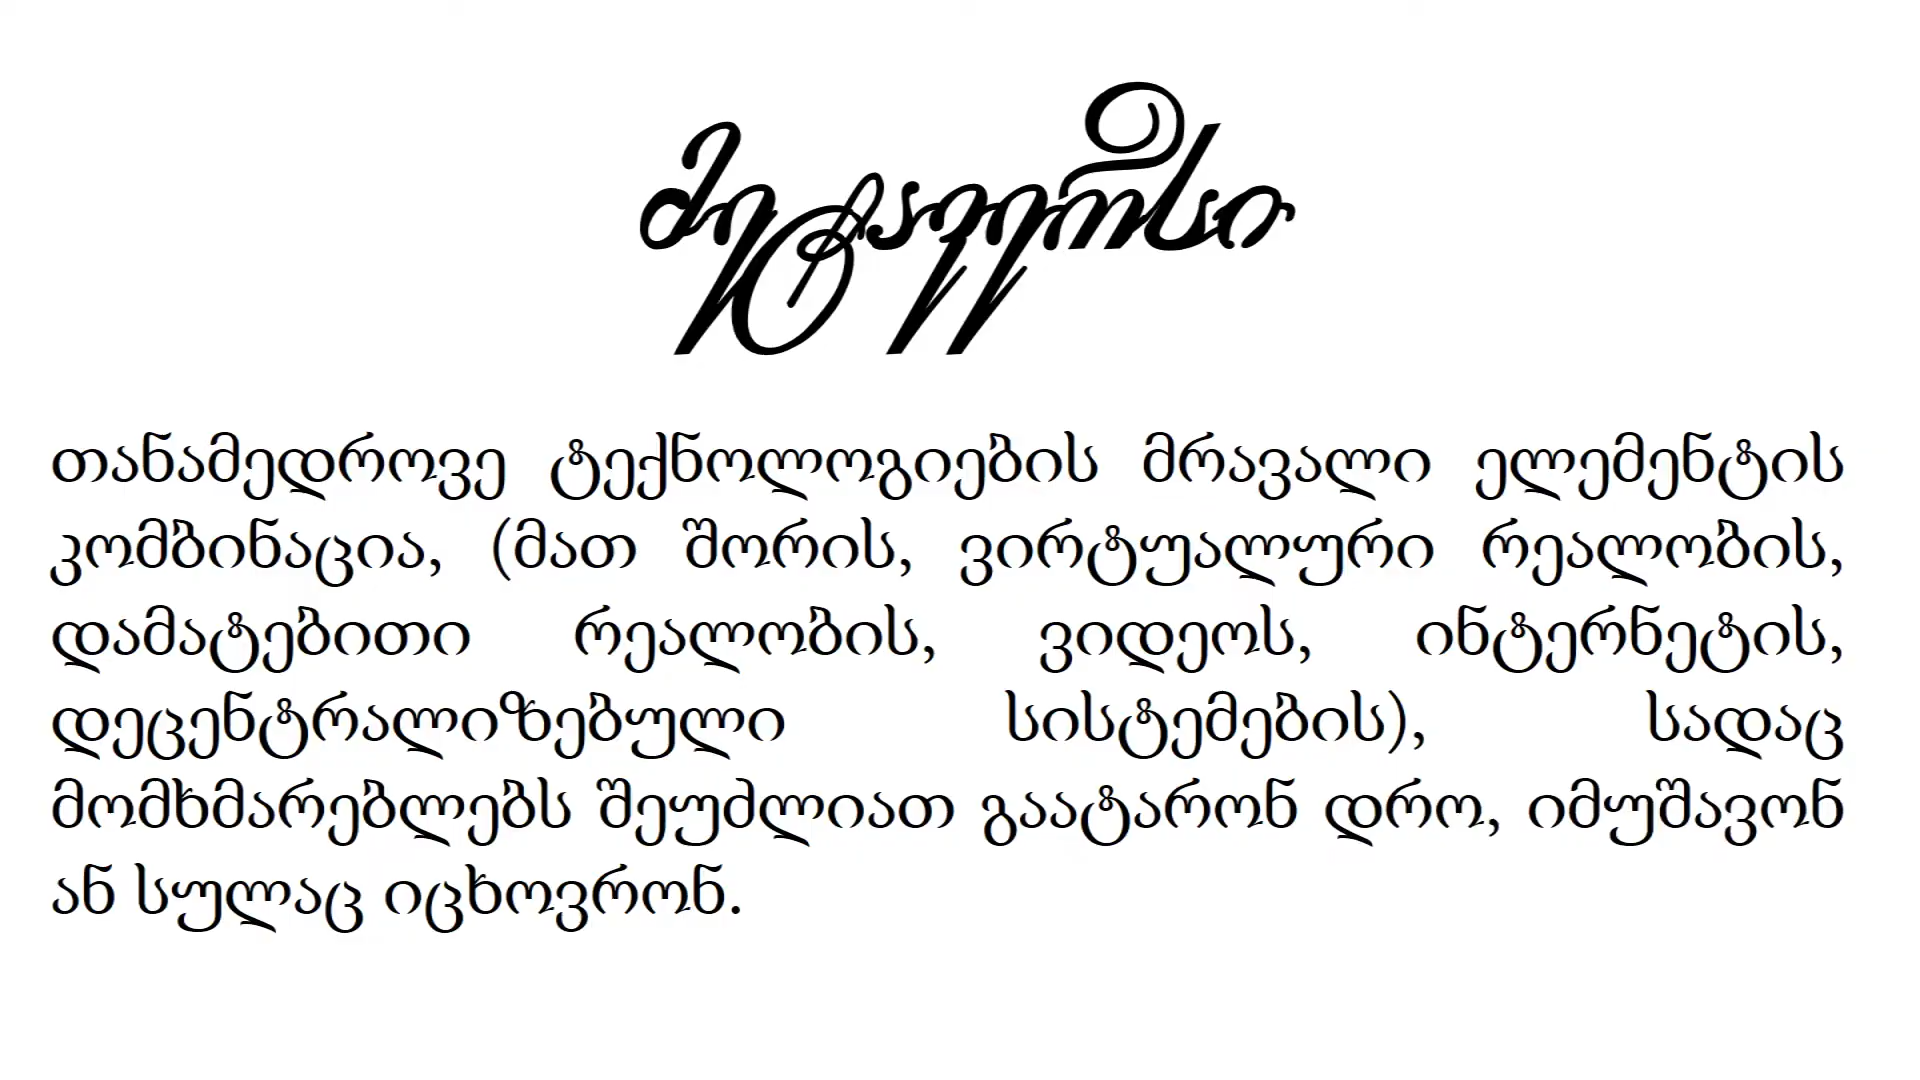 მეტავერსი
თანამედროვე ტექნოლოგიების მრავალი ელემენტის
კომბინაცია, (მათ შორის, ვირტუალური რეალობის,
დამატებითი რეალობის, ვიდეოს, ინტერნეტის,
დეცენტრალიზებული სისტემების), სადაც
მომხმარებლებს შეუძლიათ გაატარონ დრო, იმუშავონ
ან სულაც იცხოვრონ.